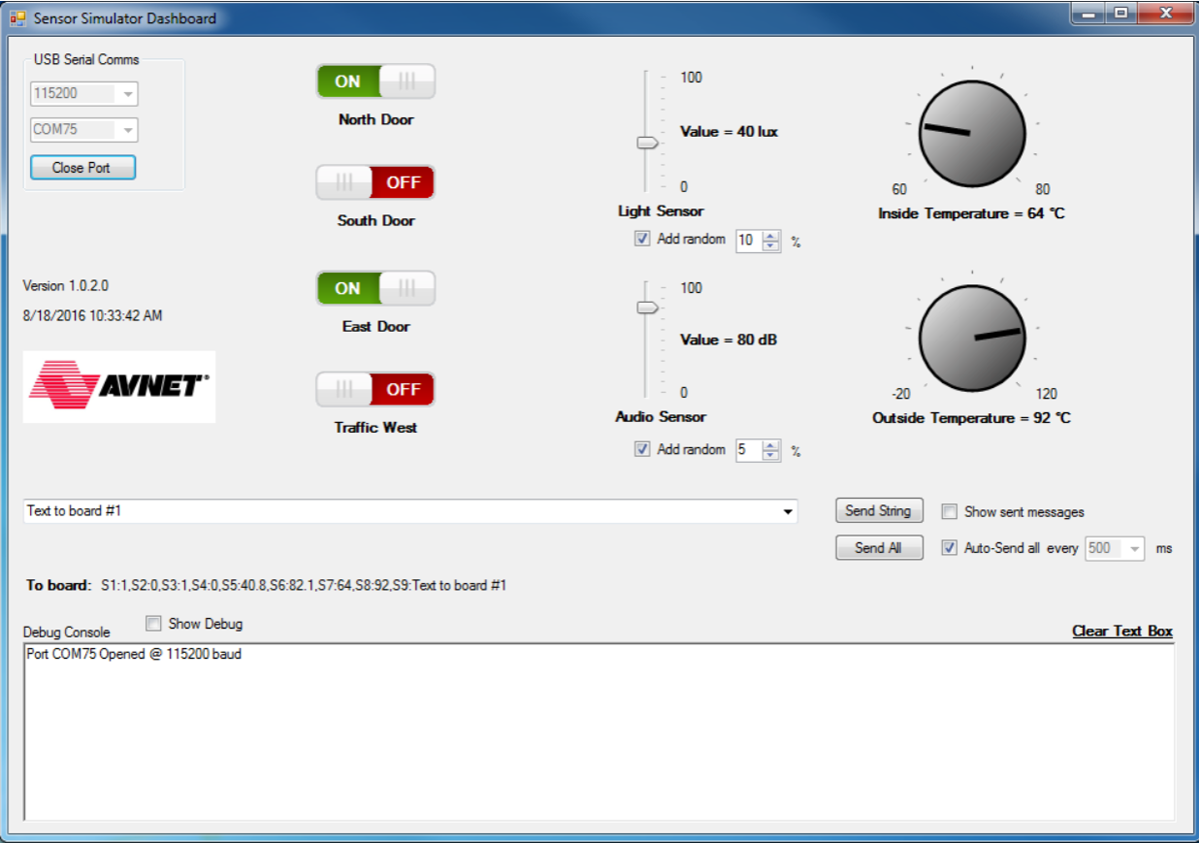 Sensor Simulator Dashboard
USB Serial Comms
115200
COM75
Close Port
ON
North Door
OFF
South Door
ON
East Door
OFF
Traffic West
100
Value = 40 lux
0
Light Sensor
Add random 10 %
100
Value = 80 dB
0
Audio Sensor
Add random 5 %
60 80
Inside Temperature = 64 °C
-20 120
Outside Temperature = 92 °C
Version 1.0.2.0
8/18/2016 10:33:42 AM
AVNET
Text to board #1
Send String Show sent messages
Send All Auto-Send all every 500 ms
To board: S1:1,S2:0,S3:1,S4:0,S5:40.8,S6:82.1,S7:64,S8:92,S9:Text to board #1
Debug Console Show Debug Clear Text Box
Port COM75 Opened @ 115200 baud